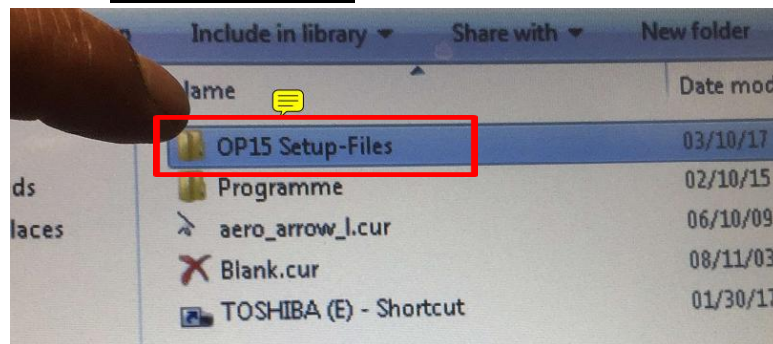 Include in library Share with New folder
Name Date mod
OP15 Setup-Files 03/10/17
ds Programme 02/10/15
laces aero_arrow_l.cur 06/10/09
Blank.cur 08/11/03
TOSHIBA (E) - Shortcut 01/30/17